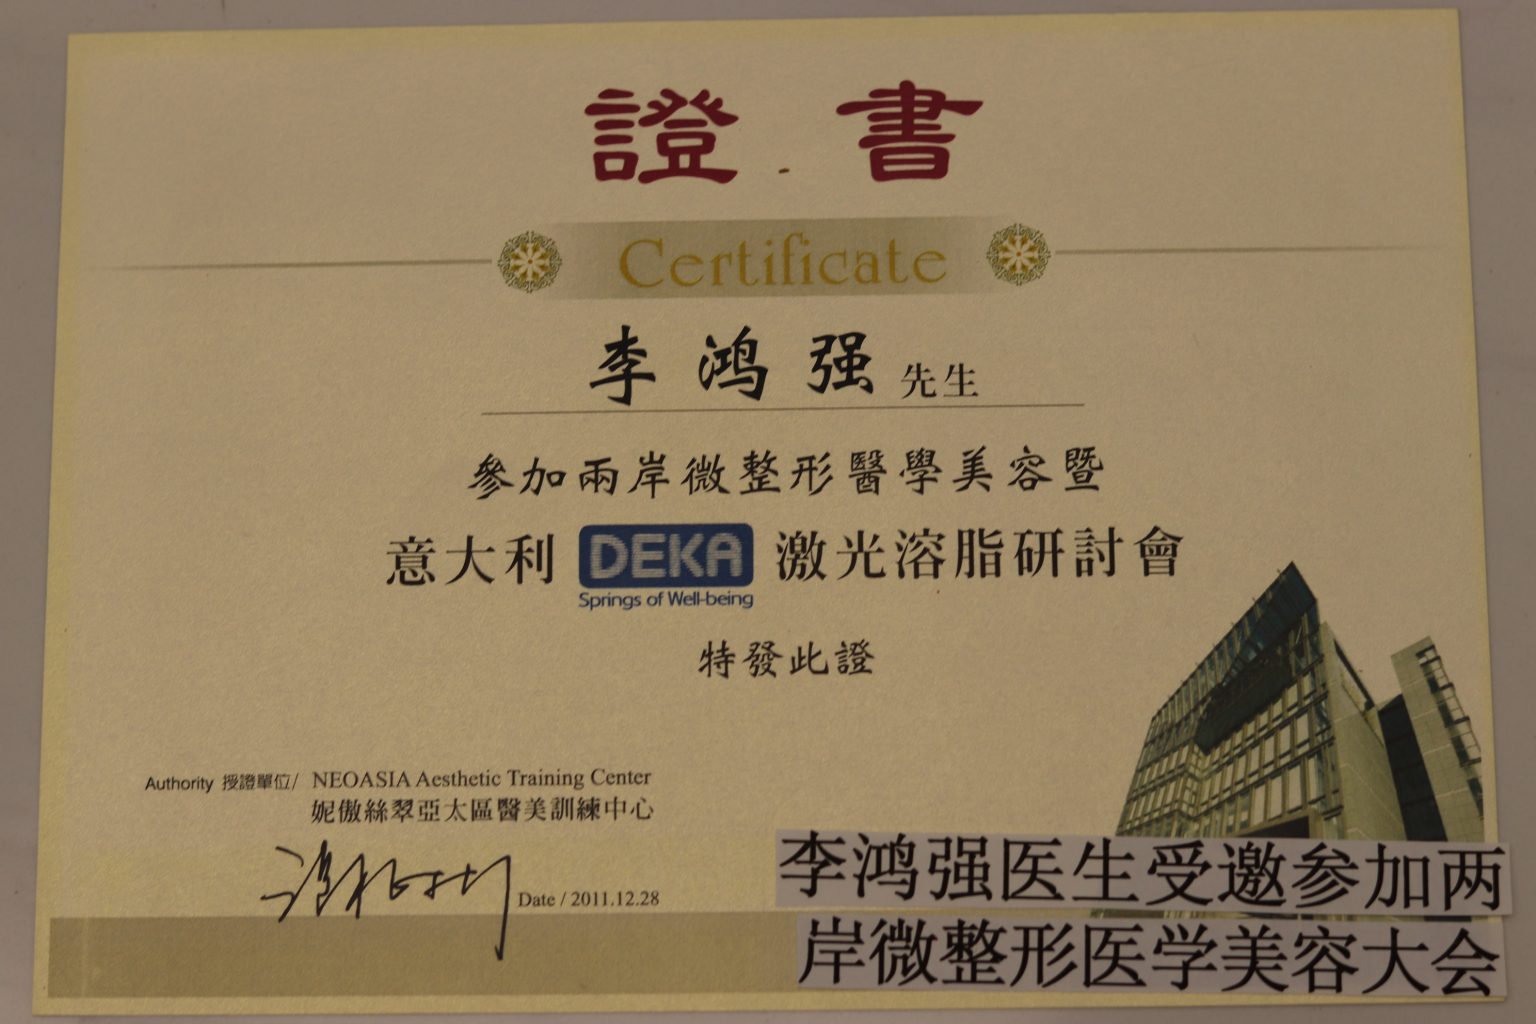 證書
Certificate
李鸿强 先生
參加兩岸微整形醫學美容暨
意大利 DEKA 激光溶脂研討會
Springs of Well-being
特發此證
Authority 授證單位/ NEOASIA Aesthetic Training Center
妮傲絲翠亞太區醫美訓練中心
Date / 2011.12.28
李鸿强医生受邀参加两
岸微整形医学美容大会